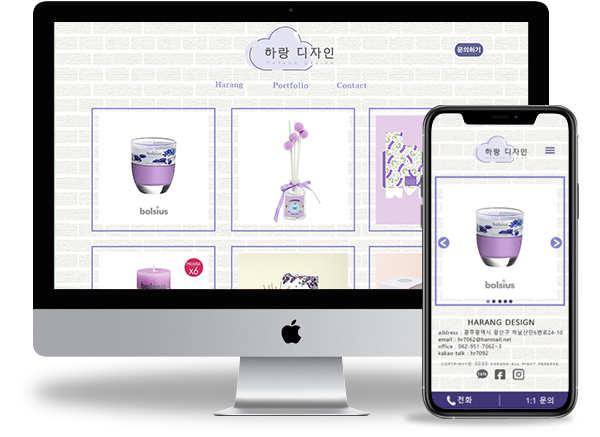 하랑 디자인
HARANG DESIGN
문의하기
Harang
Portfolio
Contact
bolsius
PACKAGE
x6
하랑 디자인
bolsius
HARANG DESIGN
address : 광주광역시 광산구 하남산단6번로24-10
email : hr7062@hanmail.net
office . 062-951-7062~3
kakao talk : hr7092
COPYRIGHTⓒ 2020 HARANG ALL RIGHT RESERVE.
talk
전화
1:1 문의